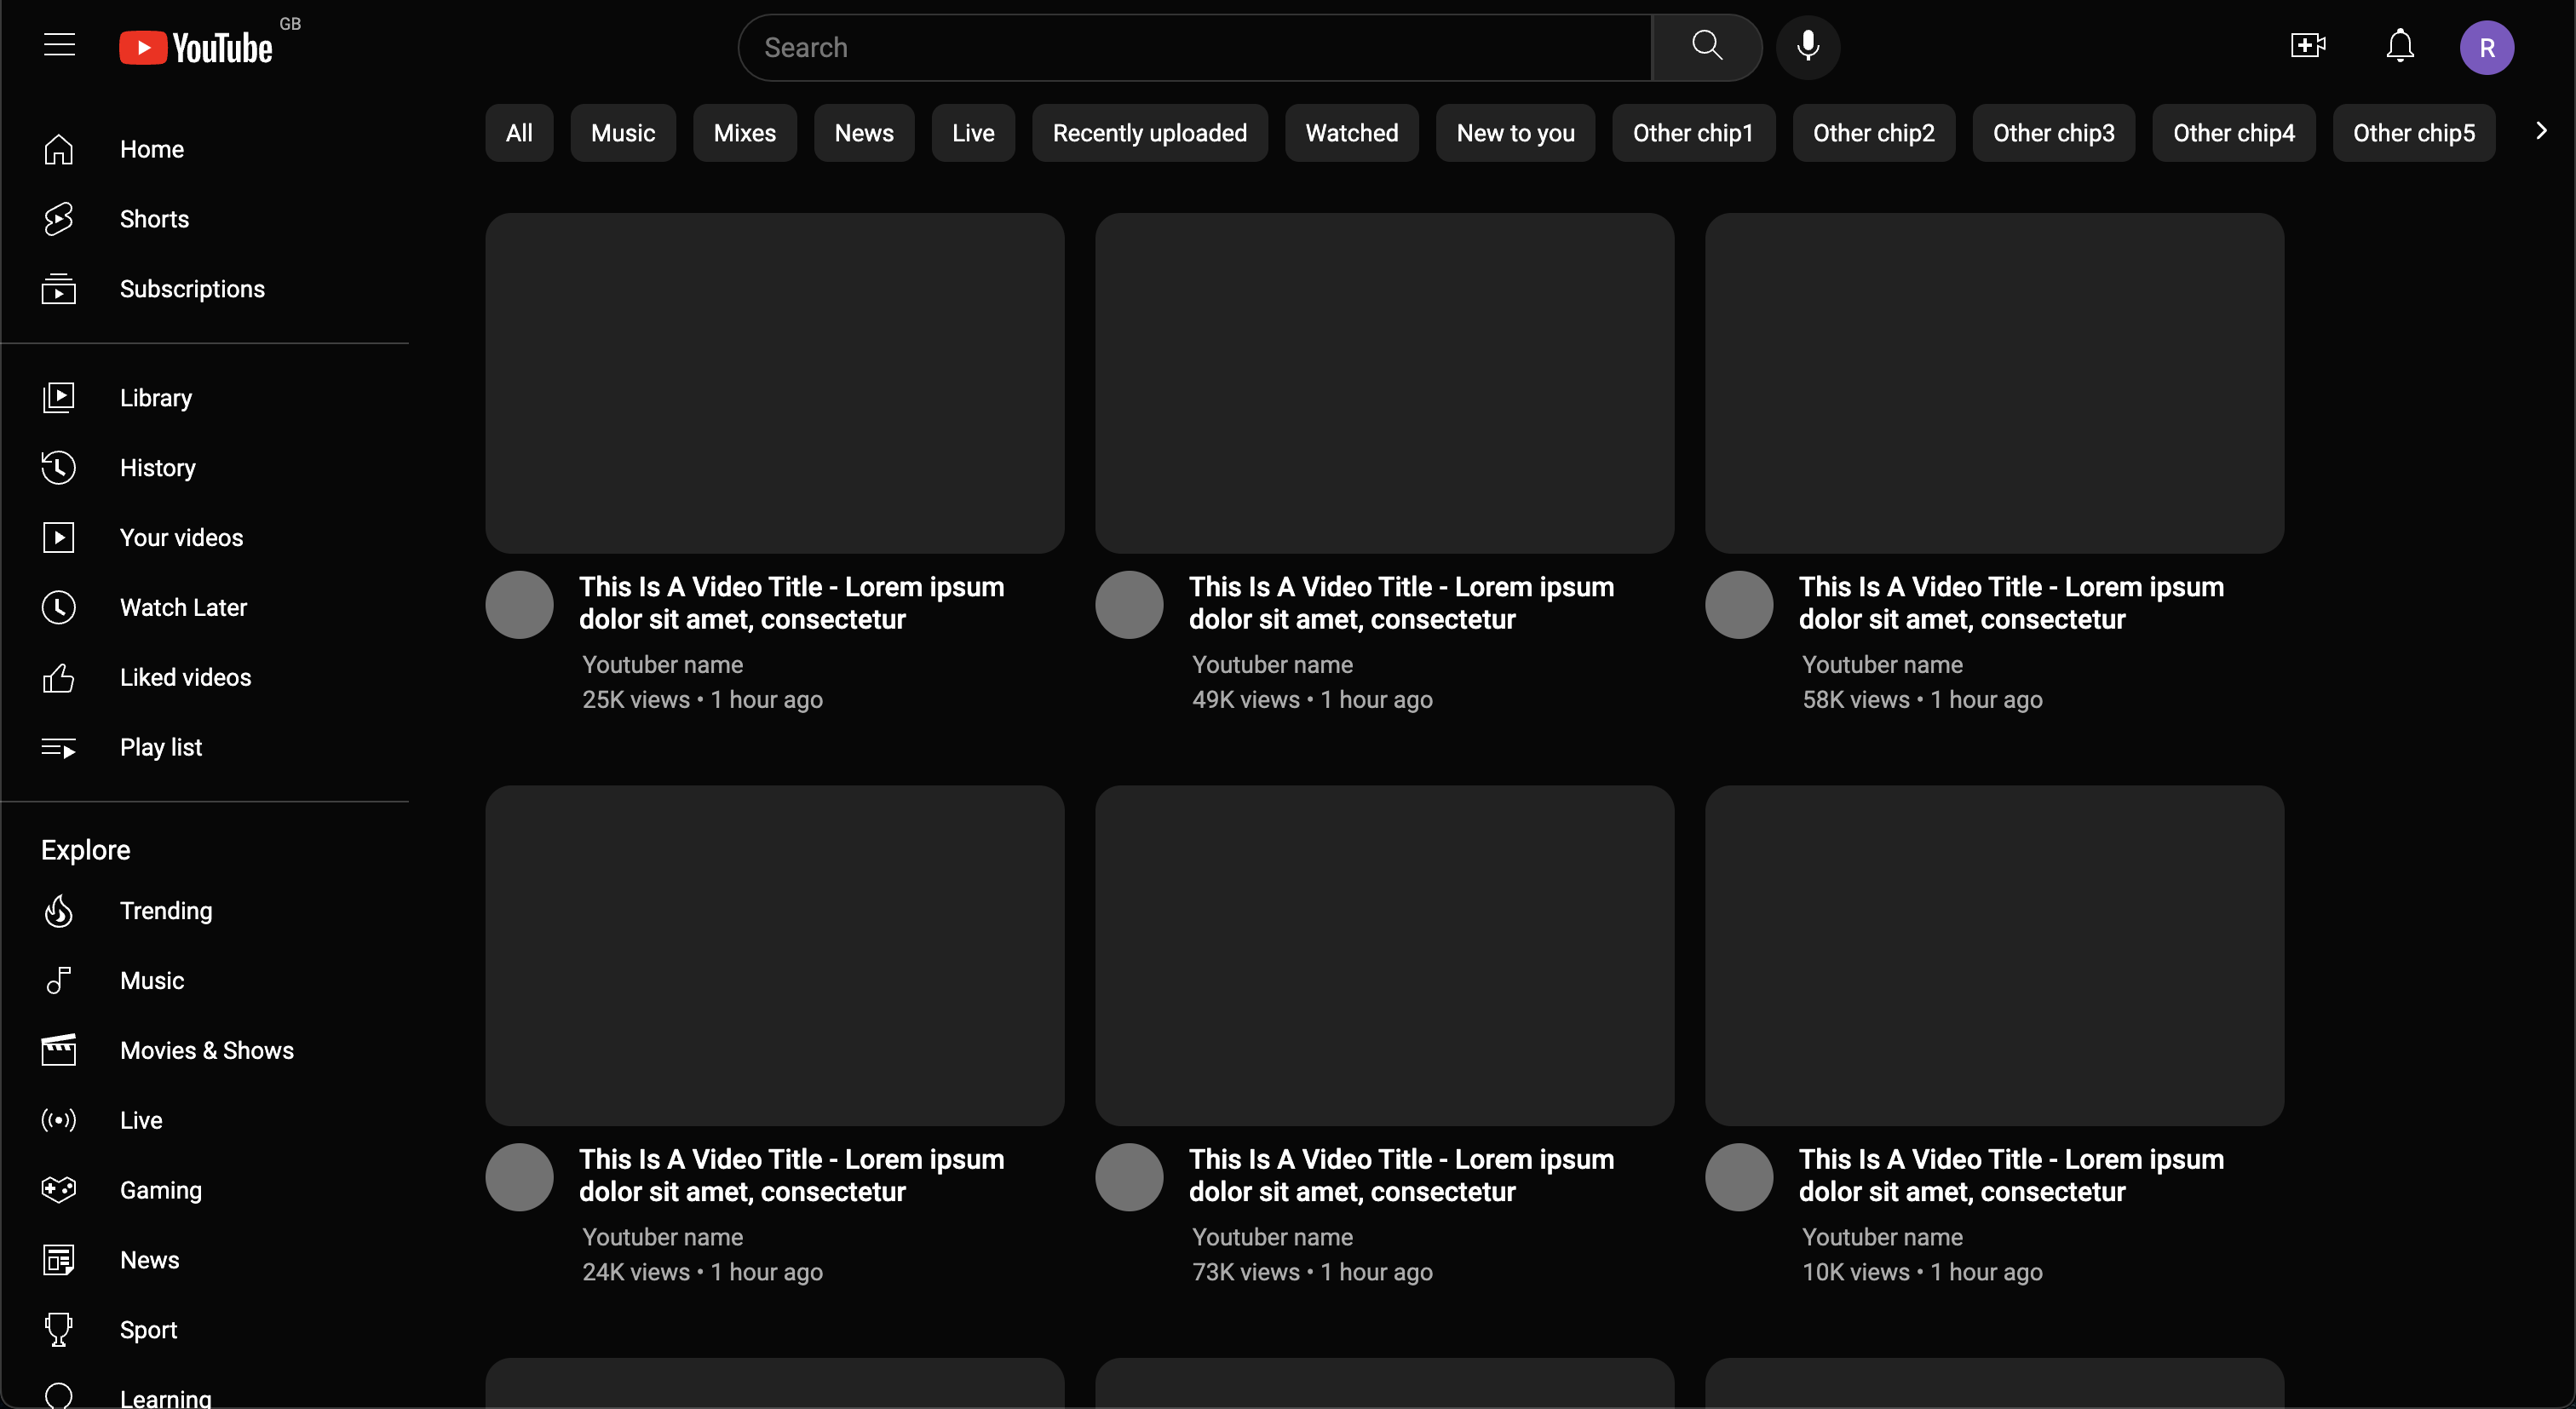 YouTube GB
Search
R
All Music Mixes News Live Recently uploaded Watched New to you Other chip1 Other chip2 Other chip3 Other chip4 Other chip5
Home
Shorts
Subscriptions
Library
History
Your videos
Watch Later
Liked videos
Play list
Explore
Trending
Music
Movies & Shows
Live
Gaming
News
Sport
Learning
This Is A Video Title - Lorem ipsum
dolor sit amet, consectetur
Youtuber name
25K views • 1 hour ago
This Is A Video Title - Lorem ipsum
dolor sit amet, consectetur
Youtuber name
49K views • 1 hour ago
This Is A Video Title - Lorem ipsum
dolor sit amet, consectetur
Youtuber name
58K views • 1 hour ago
This Is A Video Title - Lorem ipsum
dolor sit amet, consectetur
Youtuber name
24K views • 1 hour ago
This Is A Video Title - Lorem ipsum
dolor sit amet, consectetur
Youtuber name
73K views • 1 hour ago
This Is A Video Title - Lorem ipsum
dolor sit amet, consectetur
Youtuber name
10K views • 1 hour ago